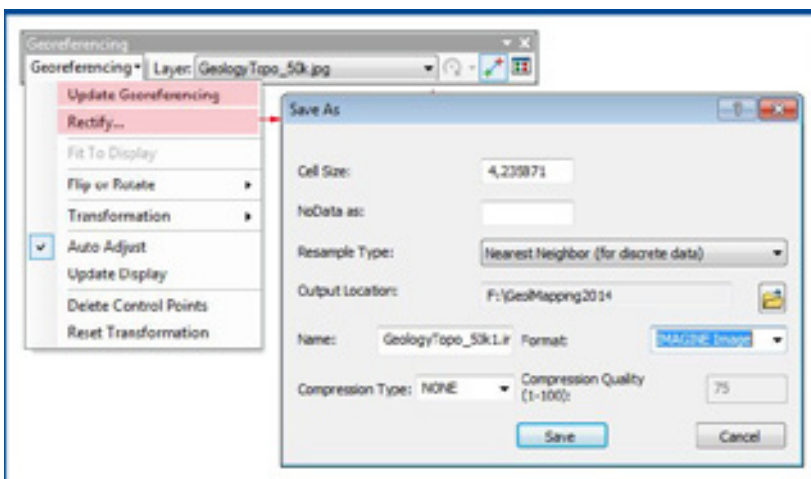 Georeferencing
Georeferencing Layer: GeologyTopo_50k.jpg
Update Georeferencing
Rectify...
Fit To Display
Flip or Rotate
Transformation
Auto Adjust
Update Display
Delete Control Points
Reset Transformation
Save As
Cell Size: 4,235871
NoData as:
Resample Type: Nearest Neighbor (for discrete data)
Output Location: F:\GeolMapping2014
Name: GeologyTopo_50k1.ir Format: IMAGINE Image
Compression Type: NONE Compression Quality (1-100): 75
Save Cancel